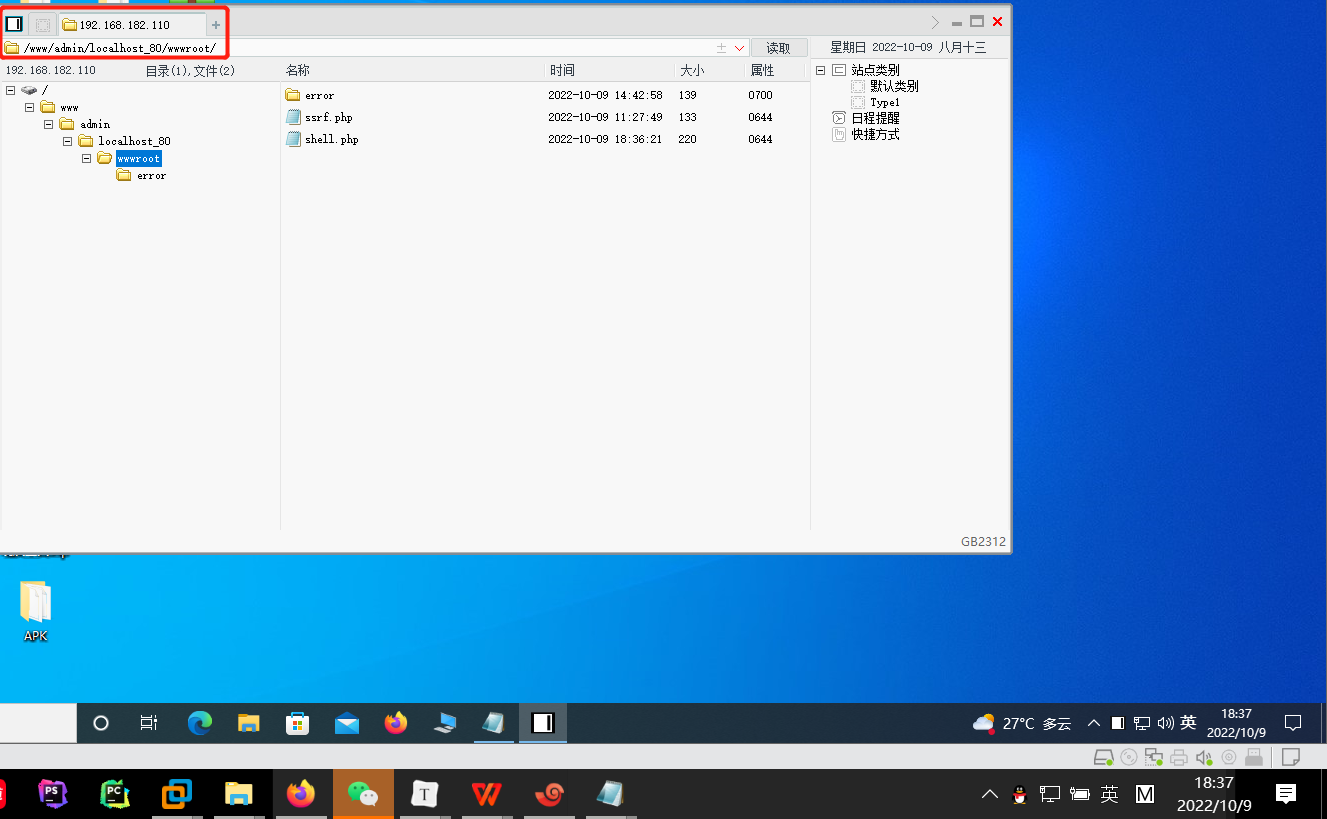 192.168.182.110
/www/admin/localhost_80/wwwroot/
读取
星期日 2022-10-09 八月十三
192.168.182.110 目录(1),文件(2)
名称 时间 大小 属性
/
www
admin
localhost_80
wwwroot
error
error 2022-10-09 14:42:58 139 0700
ssrf.php 2022-10-09 11:27:49 133 0644
shell.php 2022-10-09 18:36:21 220 0644
站点类别
默认类别
Type1
日程提醒
快捷方式
GB2312
APK
27°C 多云
英
18:37
2022/10/9
PS
PC
T
W
英
M
18:37
2022/10/9